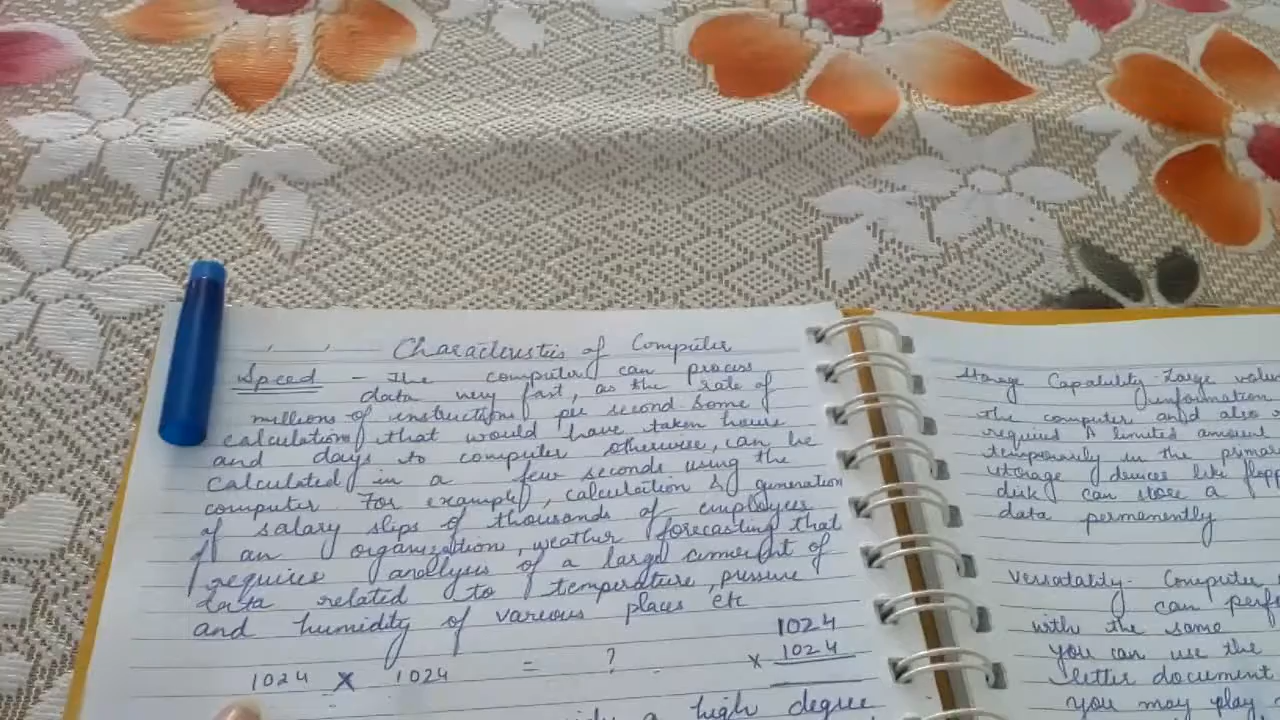 Characteristics of Computer
Speed - The computer can process
data very fast, as the rate of
millions of instructions per second some
calculations that would have taken hours
and days to computer otherwise, can be
calculated in a few seconds using the
computer For example, calculation & generation
of salary slips of thousands of employees
of an organization, weather forecasting that
requires analysis of a large amount of
data related to temperature, pressure
and humidity of various places etc
1024 x 1024 = ?
1024
x 1024
a high degree
Storage Capability Large
information
the computer and also
required A limited amount
temporarily in the
storage devices like
disk can store a
data permanently
Versatality - Computer
can
with the same
you can use the
letter document
you may play